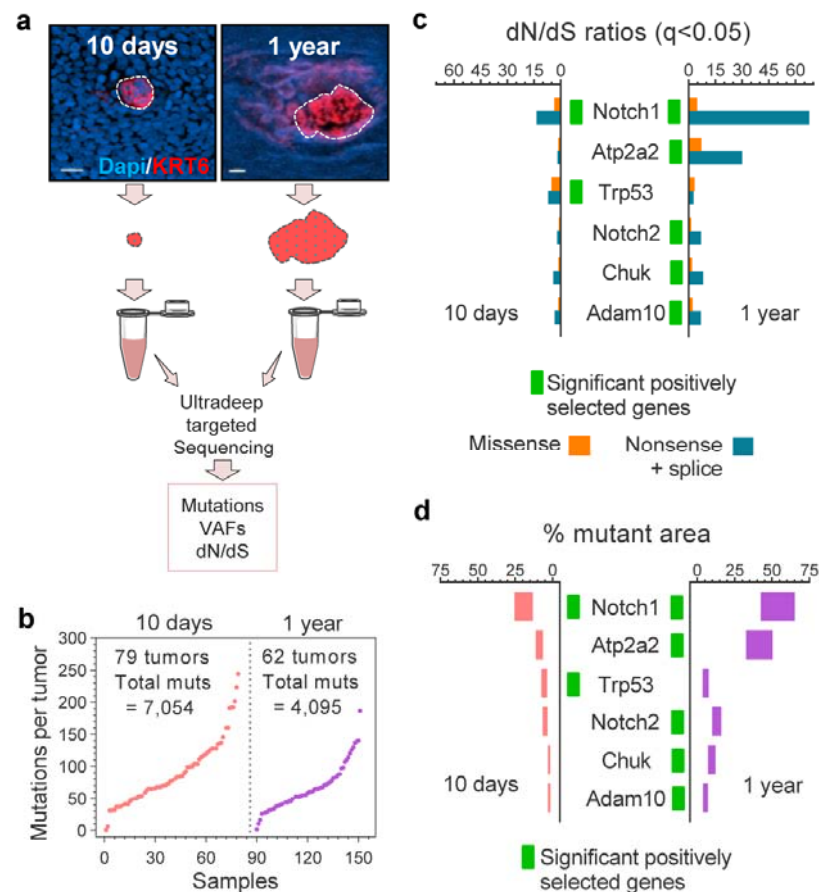 a
10 days
1 year
Dapi/KRT6
Ultradeep
targeted
Sequencing
Mutations
VAFs
dN/dS
b
10 days
1 year
Mutations per tumor
300
250
200
150
100
50
0
79 tumors
Total muts
= 7,054
62 tumors
Total muts
= 4,095
0 30 60 90 120 150
Samples
c
dN/dS ratios (q<0.05)
60 45 30 15 0
0 15 30 45 60
Notch1
Atp2a2
Trp53
Notch2
Chuk
Adam10
10 days
1 year
Significant positively
selected genes
Missense
Nonsense
+ splice
d
% mutant area
75 50 25 0
0 25 50 75
Notch1
Atp2a2
Trp53
Notch2
Chuk
Adam10
10 days
1 year
Significant positively
selected genes